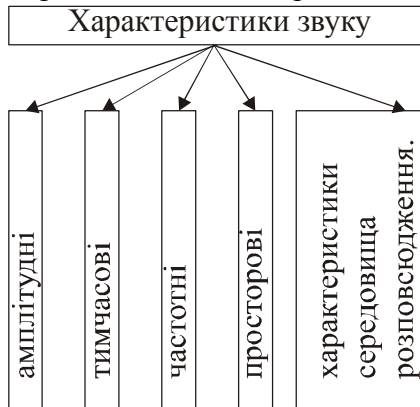 Характеристики звуку
амплітудні
тимчасові
частотні
просторові
характеристики
середовища
розповсюдження.